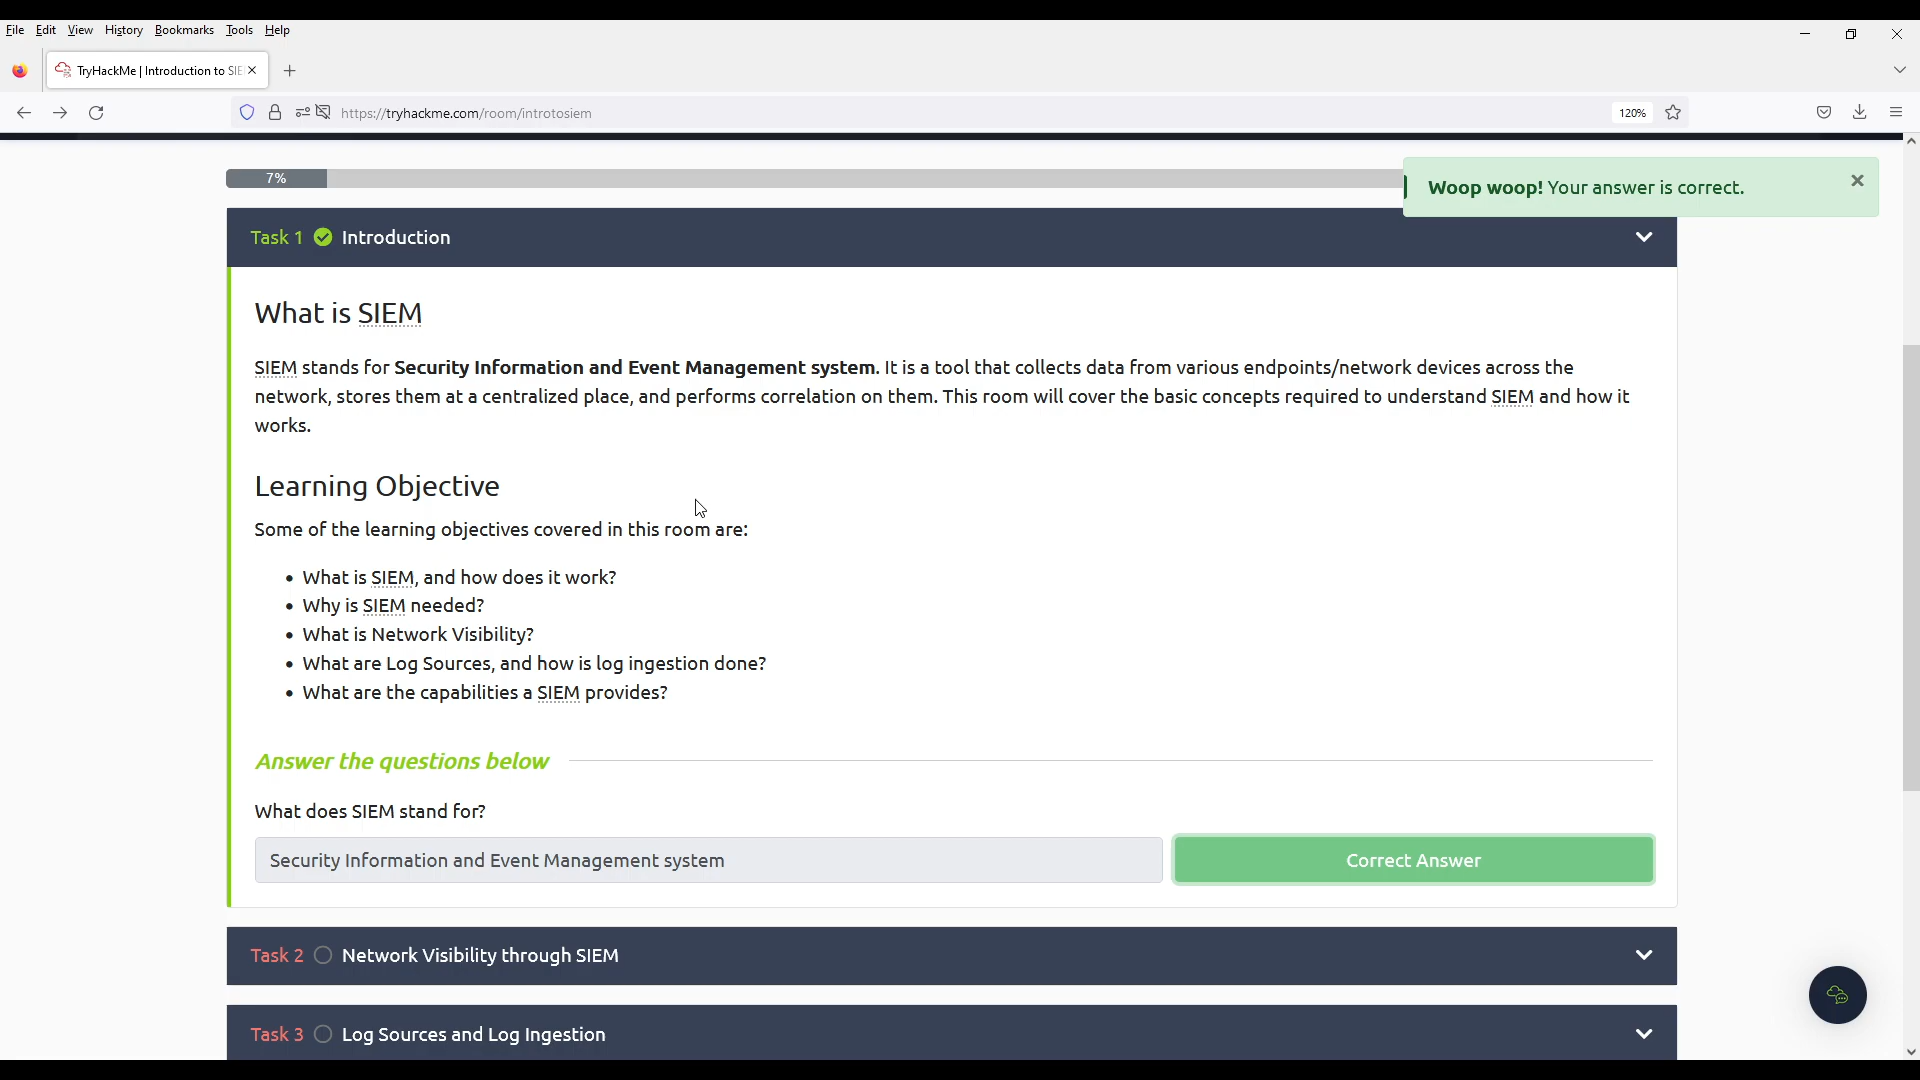 File Edit View History Bookmarks Tools Help
TryHackMe | Introduction to SIE
https://tryhackme.com/room/introtosiem
120%
7%
Woop woop! Your answer is correct.
Task 1 Introduction
What is SIEM
SIEM stands for Security Information and Event Management system. It is a tool that collects data from various endpoints/network devices across the
network, stores them at a centralized place, and performs correlation on them. This room will cover the basic concepts required to understand SIEM and how it
works.
Learning Objective
Some of the learning objectives covered in this room are:
• What is SIEM, and how does it work?
• Why is SIEM needed?
• What is Network Visibility?
• What are Log Sources, and how is log ingestion done?
• What are the capabilities a SIEM provides?
Answer the questions below
What does SIEM stand for?
Security Information and Event Management system
Correct Answer
Task 2 Network Visibility through SIEM
Task 3 Log Sources and Log Ingestion